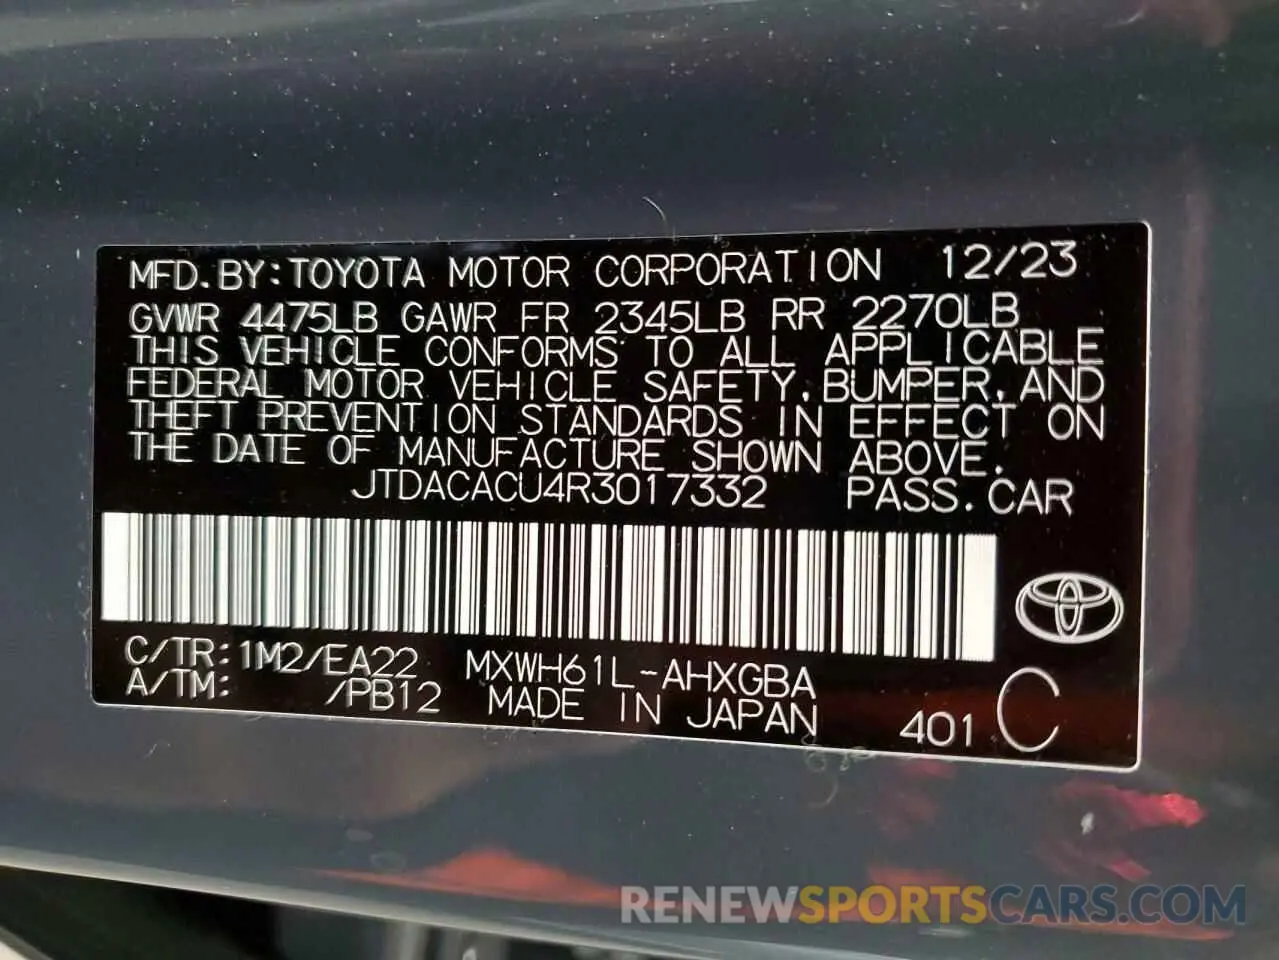 MFD. BY: TOYOTA MOTOR CORPORATION 12/23
GVWR 4475LB GAWR FR 2345LB RR 2270LB
THIS VEHICLE CONFORMS TO ALL APPLICABLE
FEDERAL MOTOR VEHICLE SAFETY, BUMPER, AND
THEFT PREVENTION STANDARDS IN EFFECT ON
THE DATE OF MANUFACTURE SHOWN ABOVE.
JTDACACU4R3017332 PASS. CAR
C/TR: 1M2/EA22 MXWH61L-AHXGBA
A/TM: /PB12 MADE IN JAPAN 401 C
RENEWSPORTSCARS.COM